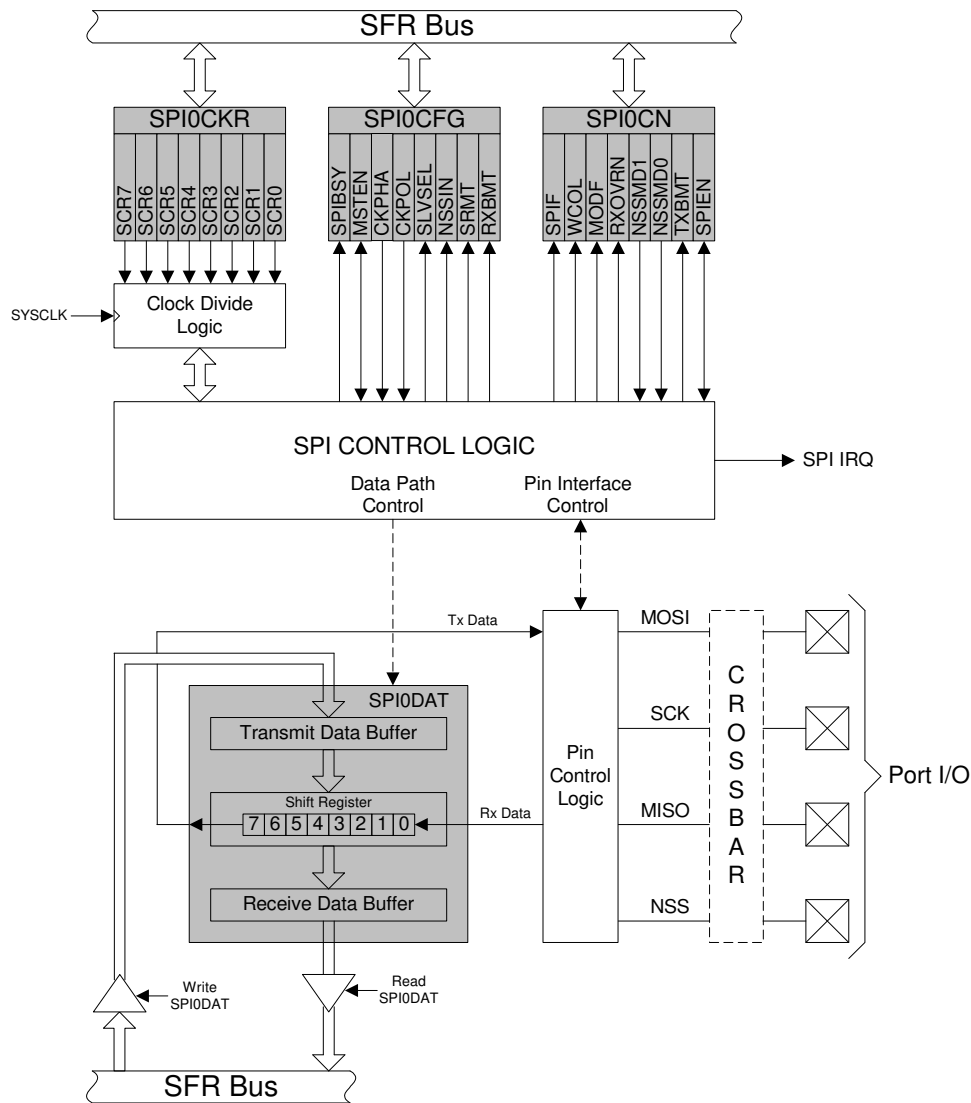 SFR Bus
SPI0CKR
SPI0CFG
SPI0CN
SCR7
SCR6
SCR5
SCR4
SCR3
SCR2
SCR1
SCR0
SPIBSY
MSTEN
CKPHA
CKPOL
SLVSEL
NSSIN
SRMT
RXBMT
SPIF
WCOL
MODF
RXOVRN
NSSMD1
NSSMD0
TXBMT
SPIEN
SYSCLK
Clock Divide
Logic
SPI CONTROL LOGIC
SPI IRQ
Data Path
Control
Pin Interface
Control
Tx Data
MOSI
SPI0DAT
Transmit Data Buffer
SCK
Shift Register
7 6 5 4 3 2 1 0
Rx Data
Pin
Control
Logic
MISO
CROSSBAR
Port I/O
Receive Data Buffer
NSS
Write
SPI0DAT
Read
SPI0DAT
SFR Bus